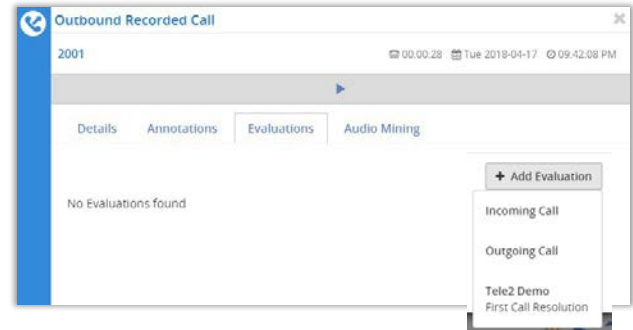 Outbound Recorded Call
2001 00:00:28 Tue 2018-04-17 09:42:08 PM
Details Annotations Evaluations Audio Mining
+ Add Evaluation
No Evaluations found
Incoming Call
Outgoing Call
Tele2 Demo
First Call Resolution